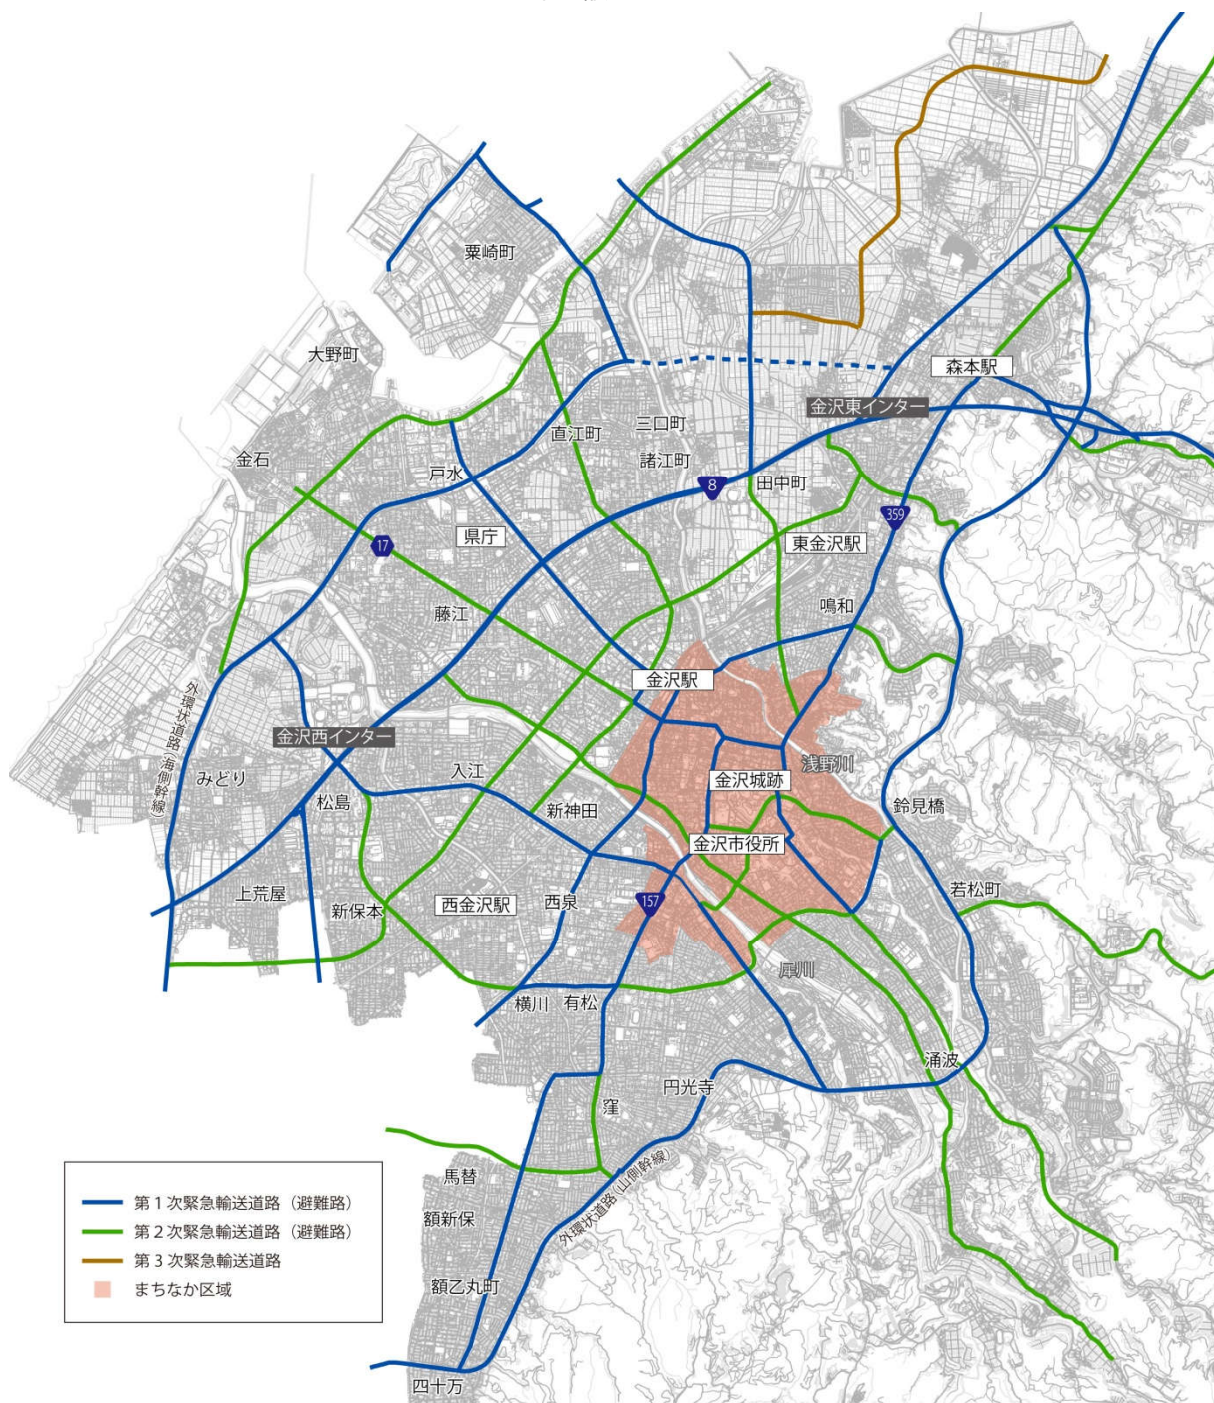 粟崎町
大野町
森本駅
金沢東インター
三口町
直江町
諸江町
金石
戸水
8
田中町
359
県庁
17
東金沢駅
藤江
鳴和
金沢駅
外環状道路(海側幹線)
金沢西インター
浅野川
みどり
入江
金沢城跡
松島
新神田
鈴見橋
金沢市役所
上荒屋
新保本
西金沢駅
西泉
157
若松町
犀川
横川
有松
涌波
円光寺
窪
馬替
外環状道路(山側幹線)
額新保
額乙丸町
四十万
第1次緊急輸送道路(避難路)
第2次緊急輸送道路(避難路)
第3次緊急輸送道路
まちなか区域